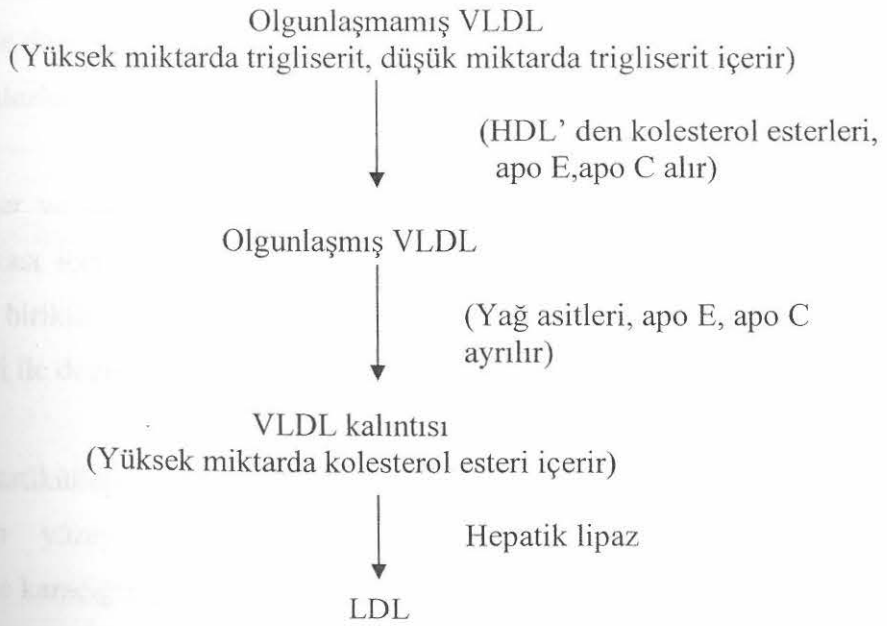 Olgunlaşmamış VLDL
(Yüksek miktarda trigliserit, düşük miktarda trigliserit içerir)
(HDL' den kolesterol esterleri,
apo E,apo C alır)
Olgunlaşmış VLDL
(Yağ asitleri, apo E, apo C
ayrılır)
VLDL kalıntısı
(Yüksek miktarda kolesterol esteri içerir)
Hepatik lipaz
LDL